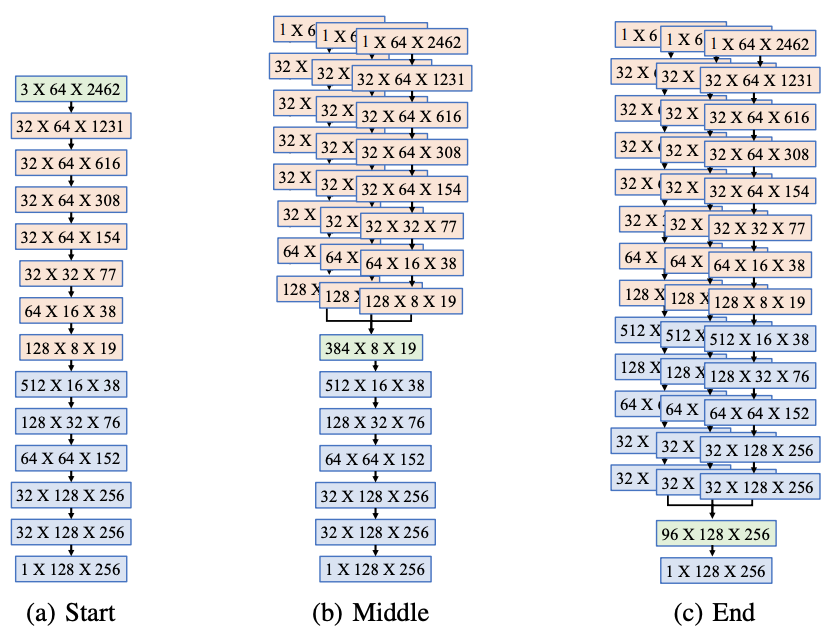 3 X 64 X 2462
32 X 64 X 1231
32 X 64 X 616
32 X 64 X 308
32 X 64 X 154
32 X 32 X 77
64 X 16 X 38
128 X 8 X 19
512 X 16 X 38
128 X 32 X 76
64 X 64 X 152
32 X 128 X 256
32 X 128 X 256
1 X 128 X 256
(a) Start
1 X 6 1 X 6 1 X 64 X 2462
32 X 32 X 32 X 64 X 1231
32 X 32 X 32 X 64 X 616
32 X 32 X 32 X 64 X 308
32 X 32 X 32 X 64 X 154
32 X 32 X 32 X 32 X 77
64 X 64 X 64 X 16 X 38
128 X 128 128 X 8 X 19
384 X 8 X 19
512 X 16 X 38
128 X 32 X 76
64 X 64 X 152
32 X 128 X 256
32 X 128 X 256
1 X 128 X 256
(b) Middle
1 X 6 1 X 6 1 X 64 X 2462
32 X 32 X 32 X 64 X 1231
32 X 32 X 32 X 64 X 616
32 X 32 X 32 X 64 X 308
32 X 32 X 32 X 64 X 154
32 X 32 X 32 X 32 X 77
64 X 64 X 64 X 16 X 38
128 X 128 X 128 X 8 X 19
512 X 512 X 512 X 16 X 38
128 X 128 X 128 X 32 X 76
64 X 64 X 64 X 64 X 152
32 X 32 X 32 X 128 X 256
32 X 32 X 32 X 128 X 256
96 X 128 X 256
1 X 128 X 256
(c) End